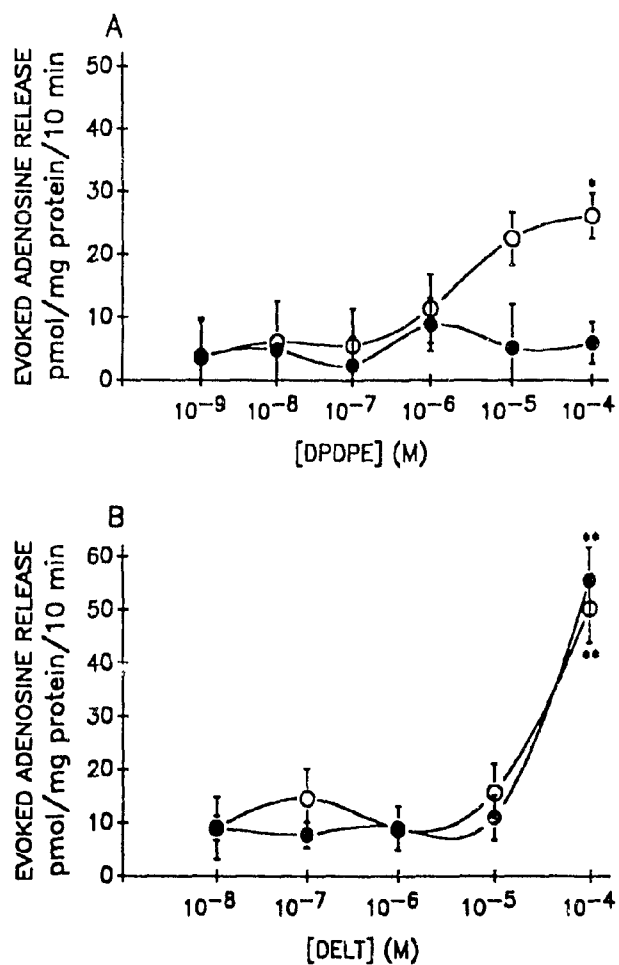 A
EVOKED ADENOSINE RELEASE
pmol/mg protein/10 min
50
40
30
20
10
0
*
10⁻⁹ 10⁻⁸ 10⁻⁷ 10⁻⁶ 10⁻⁵ 10⁻⁴
[DPDPE] (M)
B
EVOKED ADENOSINE RELEASE
pmol/mg protein/10 min
60
50
40
30
20
10
0
**
**
10⁻⁸ 10⁻⁷ 10⁻⁶ 10⁻⁵ 10⁻⁴
[DELT] (M)